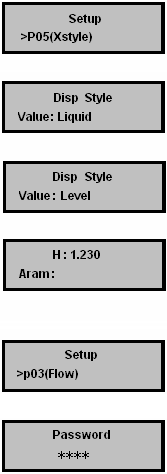 Setup
>P05(Xstyle)
Disp Style
Value: Liquid
Disp Style
Value: Level
H: 1.230
Aram:
Setup
>p03(Flow)
Password
****